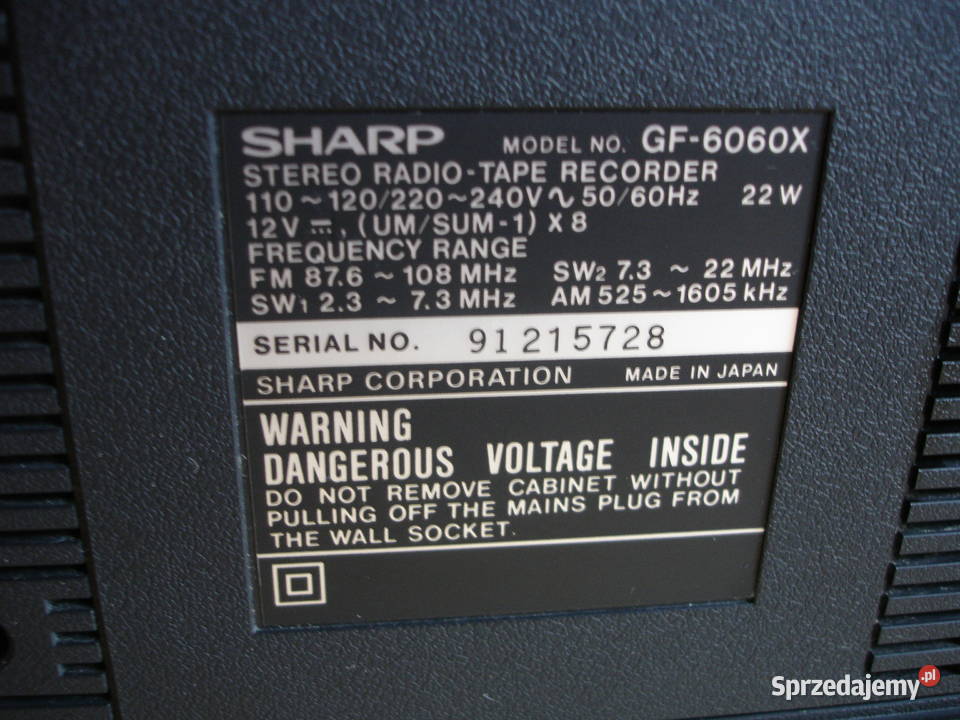 SHARP MODEL NO. GF-6060X
STEREO RADIO-TAPE RECORDER
110~120/220~240V∿50/60Hz 22W
12V⎓, (UM/SUM-1) X 8
FREQUENCY RANGE
FM 87.6 ~ 108 MHz SW₂ 7.3 ~ 22 MHz
SW₁ 2.3 ~ 7.3 MHz AM 525~1605 kHz
SERIAL NO. 91215728
SHARP CORPORATION MADE IN JAPAN
WARNING
DANGEROUS VOLTAGE INSIDE
DO NOT REMOVE CABINET WITHOUT
PULLING OFF THE MAINS PLUG FROM
THE WALL SOCKET.
Sprzedajemy.pl